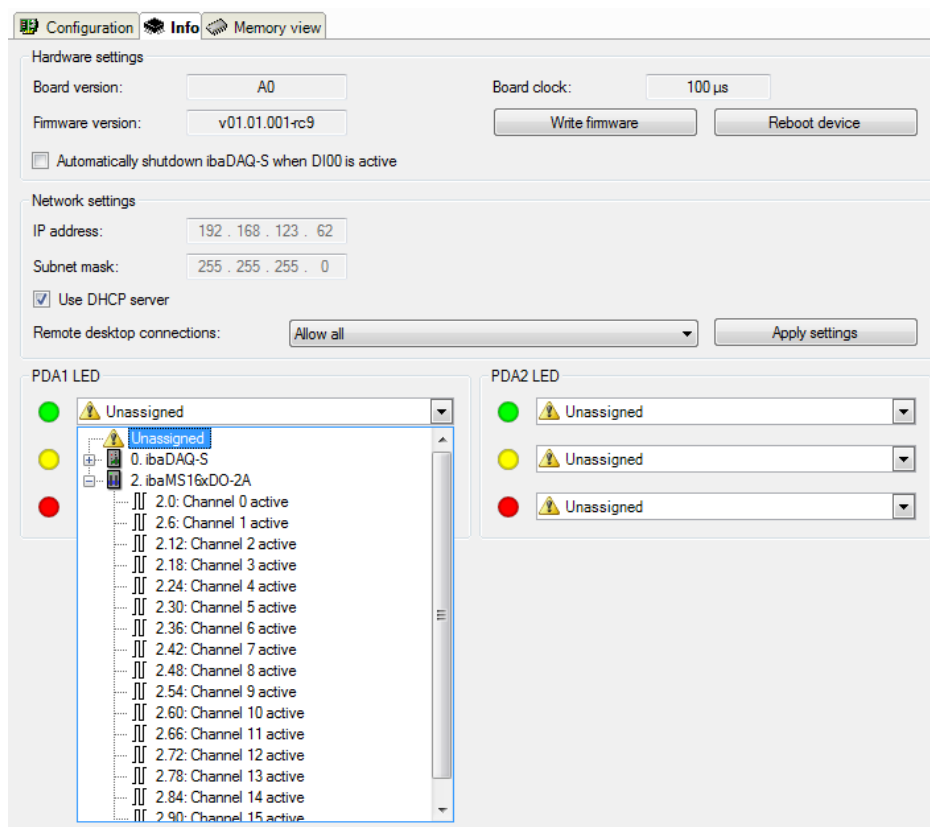 Configuration Info Memory view
Hardware settings
Board version: A0 Board clock: 100 µs
Firmware version: v01.01.001-rc9 Write firmware Reboot device
Automatically shutdown ibaDAQ-S when DI00 is active
Network settings
IP address: 192 . 168 . 123 . 62
Subnet mask: 255 . 255 . 255 . 0
Use DHCP server
Remote desktop connections: Allow all Apply settings
PDA1 LED PDA2 LED
Unassigned Unassigned
Unassigned
0. ibaDAQ-S Unassigned
2. ibaMS16xDO-2A
2.0: Channel 0 active Unassigned
2.6: Channel 1 active
2.12: Channel 2 active
2.18: Channel 3 active
2.24: Channel 4 active
2.30: Channel 5 active
2.36: Channel 6 active
2.42: Channel 7 active
2.48: Channel 8 active
2.54: Channel 9 active
2.60: Channel 10 active
2.66: Channel 11 active
2.72: Channel 12 active
2.78: Channel 13 active
2.84: Channel 14 active
2.90: Channel 15 active